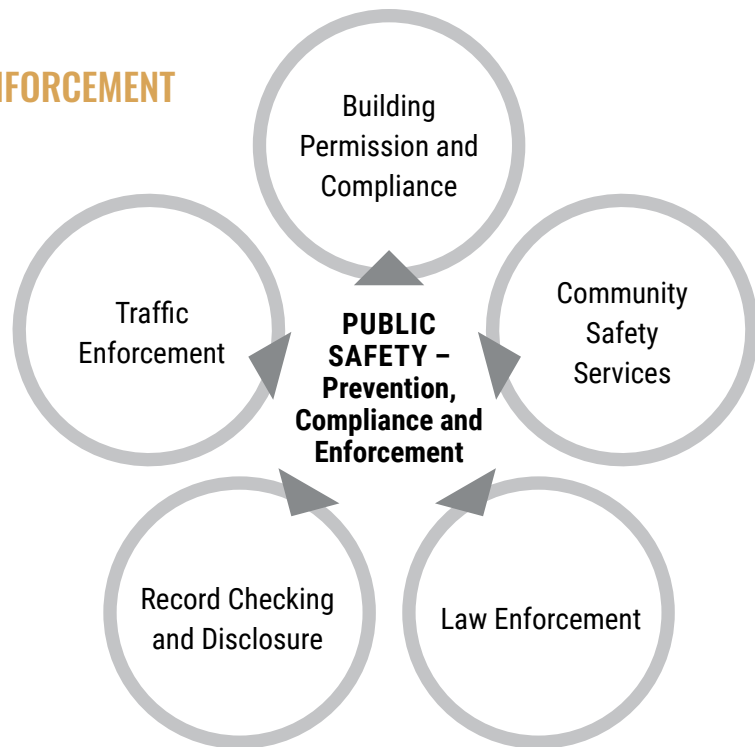 NFORCEMENT
Building
Permission and
Compliance
Traffic
Enforcement
PUBLIC
SAFETY –
Prevention,
Compliance and
Enforcement
Community
Safety
Services
Record Checking
and Disclosure
Law Enforcement